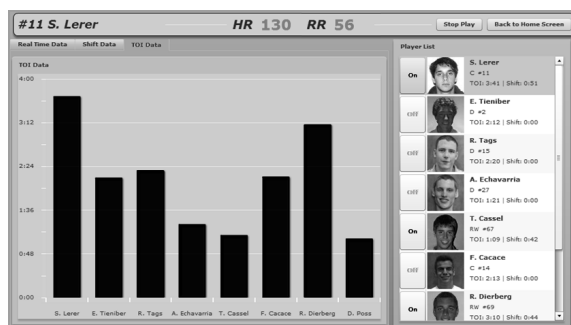 #11 S. Lerer
HR 130 RR 56
Stop Play
Back to Home Screen
Real Time Data
Shift Data
TOI Data
TOI Data
4:00
3:12
2:24
1:36
0:48
0:00
S. Lerer
E. Tieniber
R. Tags
A. Echavarria
T. Cassel
F. Cacace
R. Dierberg
D. Poss
Player List
On
S. Lerer
C #11
TOI: 3:41 | Shift: 0:51
Off
E. Tieniber
D #2
TOI: 2:12 | Shift: 0:00
Off
R. Tags
D #15
TOI: 2:20 | Shift: 0:00
Off
A. Echavarria
D #27
TOI: 1:21 | Shift: 0:00
On
T. Cassel
RW #67
TOI: 1:09 | Shift: 0:42
Off
F. Cacace
C #14
TOI: 2:13 | Shift: 0:00
On
R. Dierberg
RW #69
TOI: 3:10 | Shift: 0:44